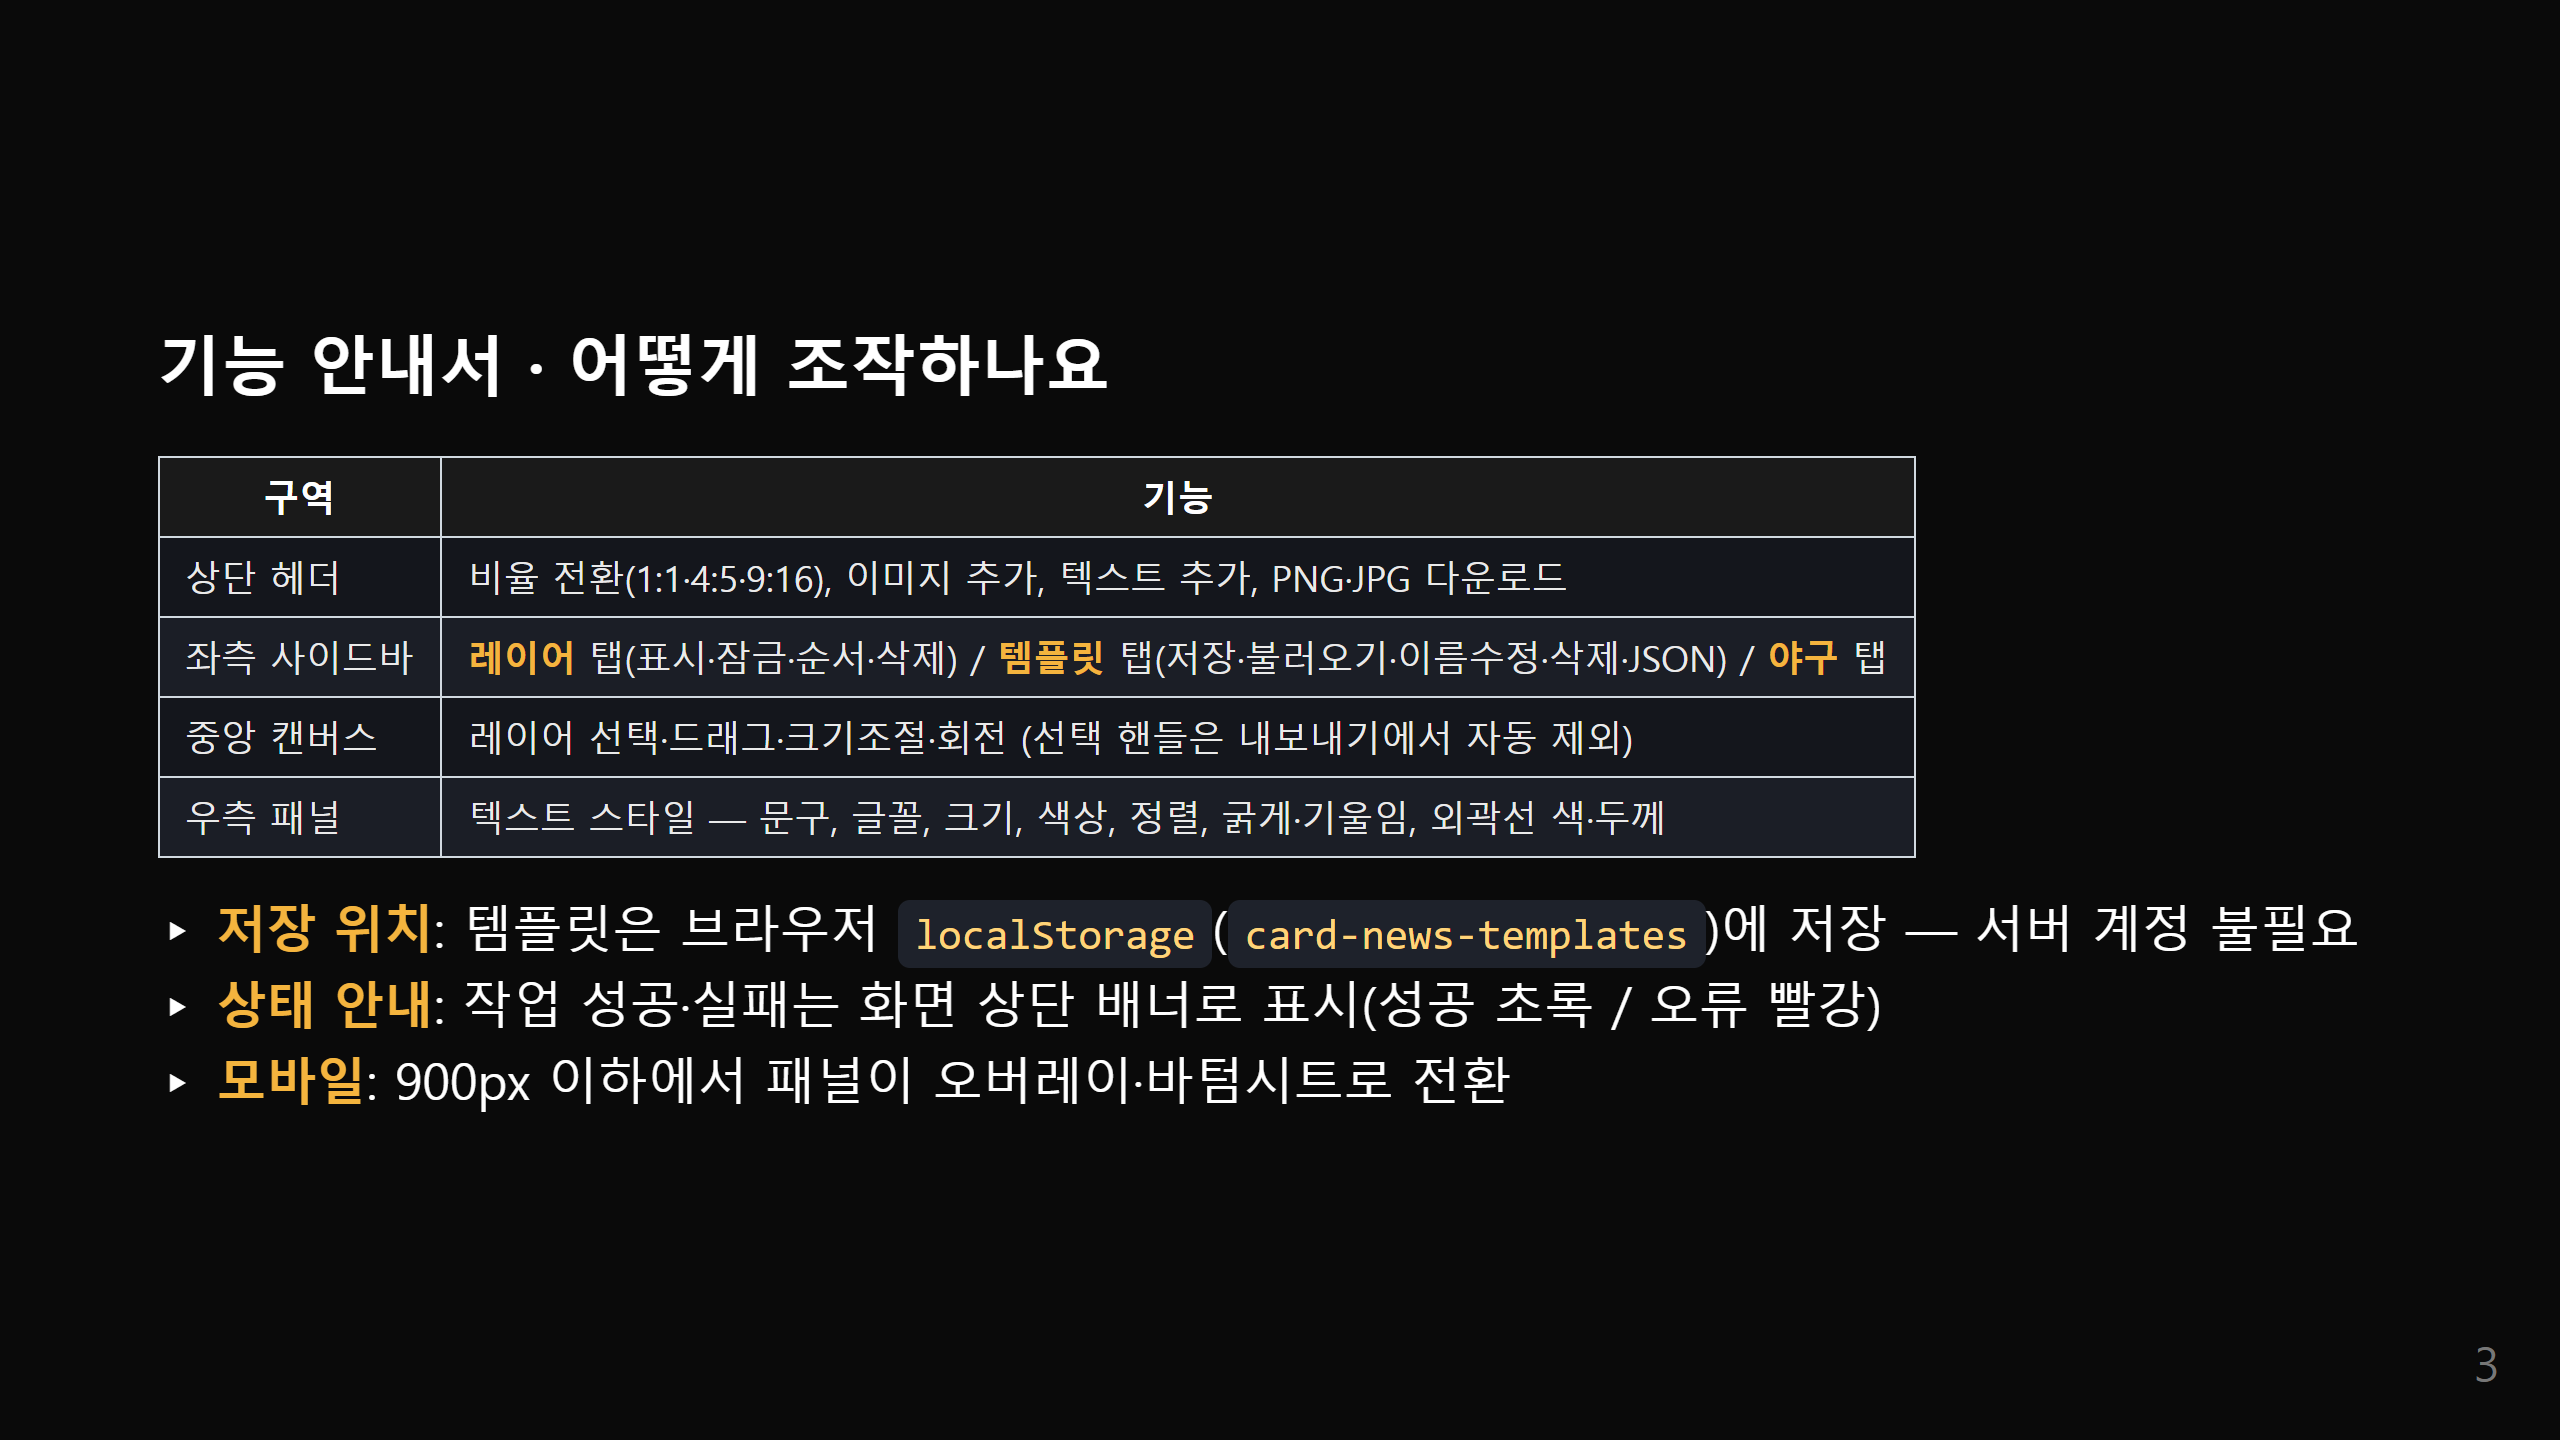 기능 안내서 · 어떻게 조작하나요
구역 기능
상단 헤더 비율 전환(1:1·4:5·9:16), 이미지 추가, 텍스트 추가, PNG·JPG 다운로드
좌측 사이드바 레이어 탭(표시·잠금·순서·삭제) / 템플릿 탭(저장·불러오기·이름수정·삭제·JSON) / 야구 탭
중앙 캔버스 레이어 선택·드래그·크기조절·회전 (선택 핸들은 내보내기에서 자동 제외)
우측 패널 텍스트 스타일 — 문구, 글꼴, 크기, 색상, 정렬, 굵게·기울임, 외곽선 색·두께
▸ 저장 위치: 템플릿은 브라우저 localStorage(card-news-templates)에 저장 — 서버 계정 불필요
▸ 상태 안내: 작업 성공·실패는 화면 상단 배너로 표시(성공 초록 / 오류 빨강)
▸ 모바일: 900px 이하에서 패널이 오버레이·바텀시트로 전환
3